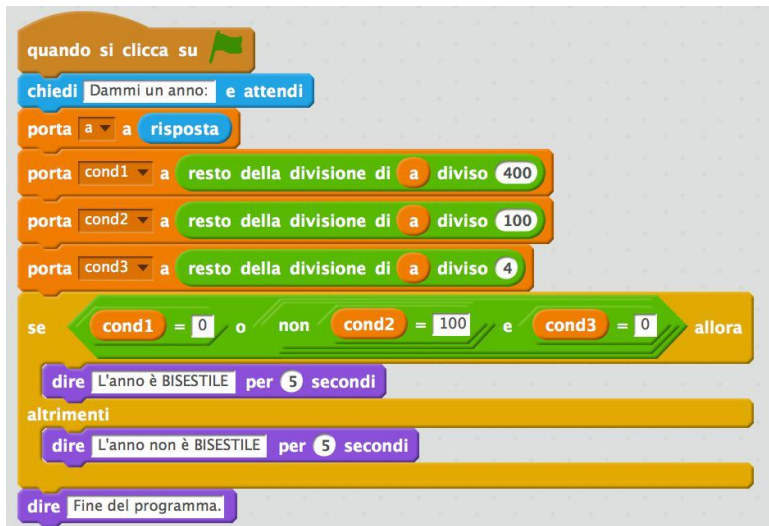 quando si clicca su
chiedi Dammi un anno: e attendi
porta a a risposta
porta cond1 a resto della divisione di a diviso 400
porta cond2 a resto della divisione di a diviso 100
porta cond3 a resto della divisione di a diviso 4
se cond1 = 0 o non cond2 = 100 e cond3 = 0 allora
dire L'anno è BISESTILE per 5 secondi
altrimenti
dire L'anno non è BISESTILE per 5 secondi
dire Fine del programma.